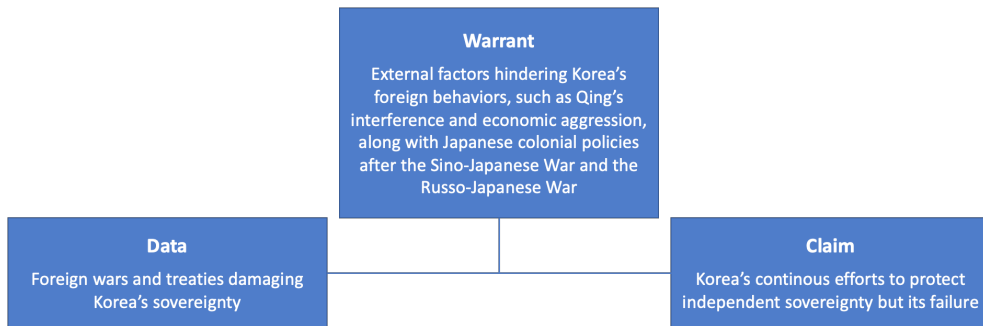 Warrant
External factors hindering Korea's
foreign behaviors, such as Qing's
interference and economic aggression,
along with Japanese colonial policies
after the Sino-Japanese War and the
Russo-Japanese War
Data
Foreign wars and treaties damaging
Korea's sovereignty
Claim
Korea's continous efforts to protect
independent sovereignty but its failure